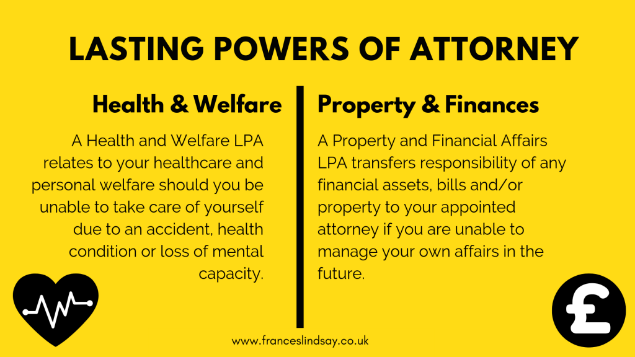 LASTING POWERS OF ATTORNEY
Health & Welfare
A Health and Welfare LPA
relates to your healthcare and
personal welfare should you be
unable to take care of yourself
due to an accident, health
condition or loss of mental
capacity.
Property & Finances
A Property and Financial Affairs
LPA transfers responsibility of any
financial assets, bills and/or
property to your appointed
attorney if you are unable to
manage your own affairs in the
future.
£
www.franceslindsay.co.uk